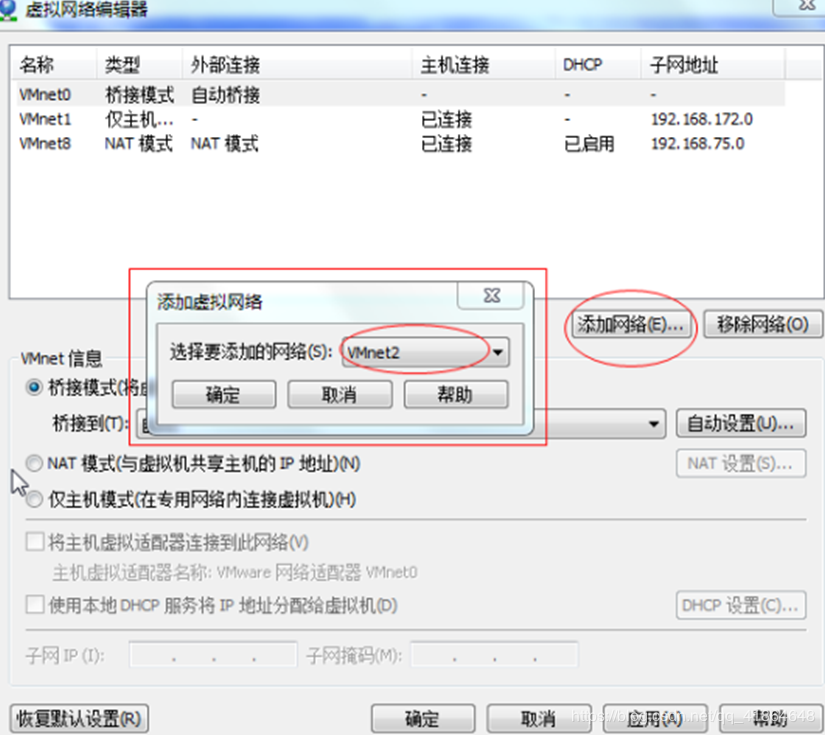 虚拟网络编辑器
名称 类型 外部连接 主机连接 DHCP 子网地址
VMnet0 桥接模式 自动桥接 - - -
VMnet1 仅主机... - 已连接 - 192.168.172.0
VMnet8 NAT 模式 NAT 模式 已连接 已启用 192.168.75.0
添加虚拟网络
选择要添加的网络(S): VMnet2
确定 取消 帮助
添加网络(E)... 移除网络(O)
VMnet 信息
桥接模式(将
桥接到(T): 自动设置(U)...
NAT 模式(与虚拟机共享主机的 IP 地址)(N) NAT 设置(S)...
仅主机模式(在专用网络内连接虚拟机)(H)
将主机虚拟适配器连接到此网络(V)
主机虚拟适配器名称: VMware 网络适配器 VMnet0
使用本地 DHCP 服务将 IP 地址分配给虚拟机(D) DHCP 设置(C)...
子网 IP (I): . . . 子网掩码(M): . . .
恢复默认设置(R) 确定 取消 应用(A) 帮助